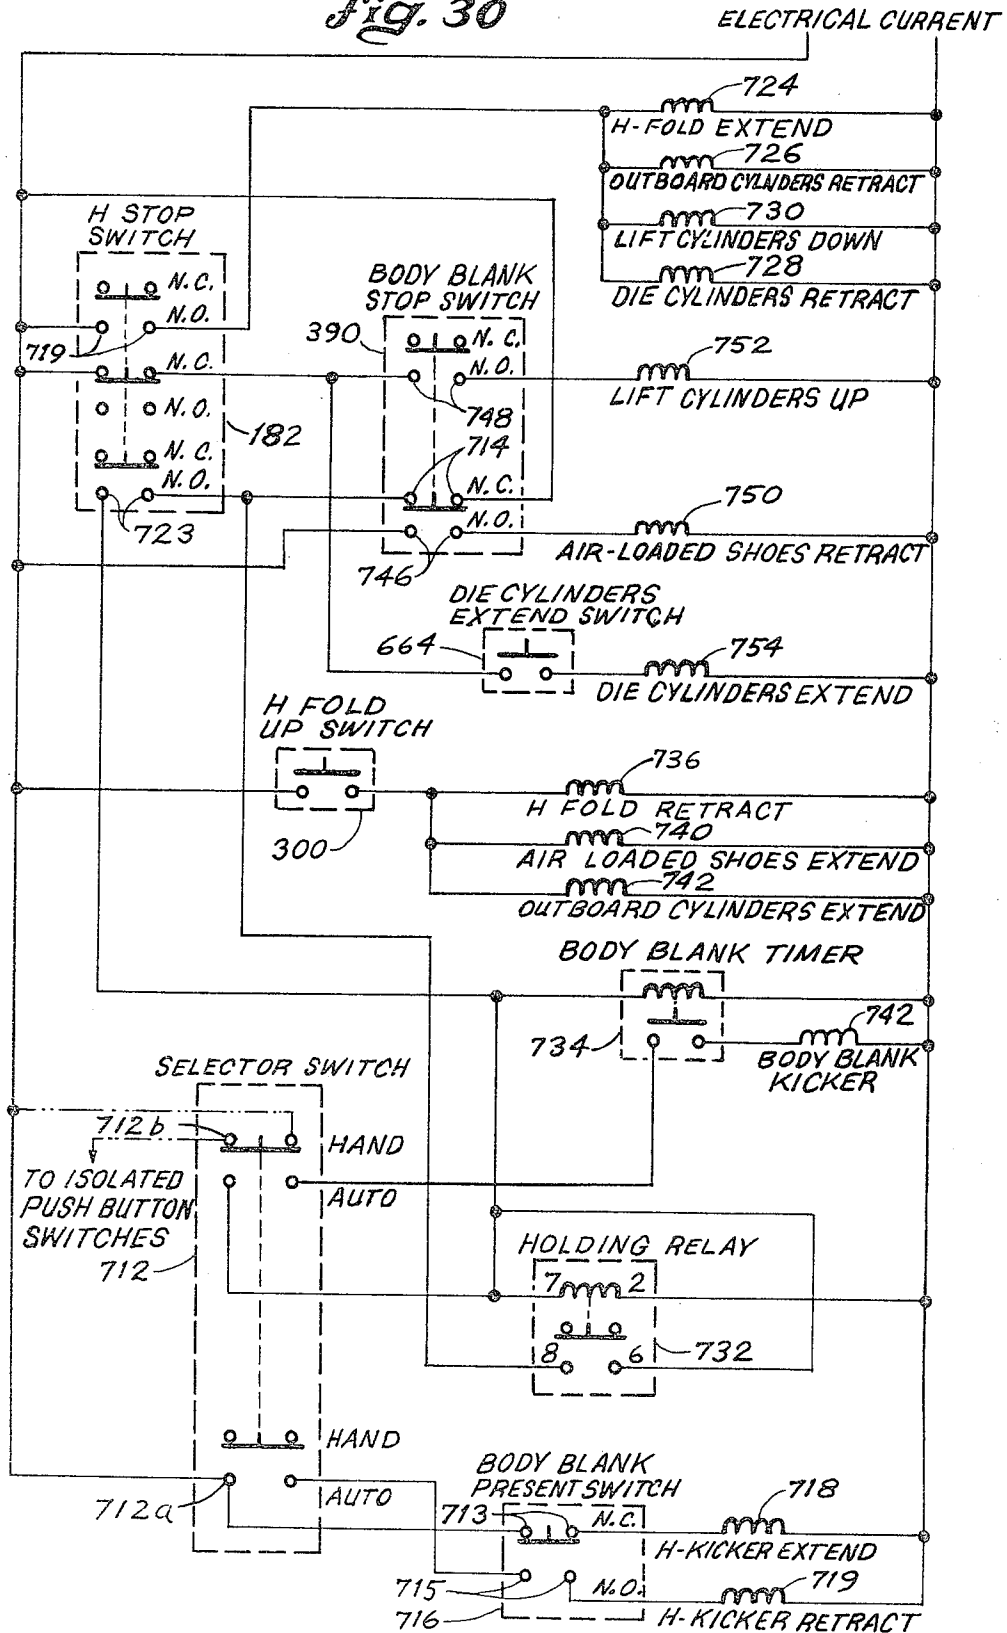 Fig. 30
ELECTRICAL CURRENT
724
H-FOLD EXTEND
726
OUTBOARD CYLINDERS RETRACT
730
LIFT CYLINDERS DOWN
728
DIE CYLINDERS RETRACT
H STOP
SWITCH
N.C.
N.O.
719
N.C.
N.O.
182
N.C.
N.O.
723
BODY BLANK
STOP SWITCH
390
N.C.
N.O.
748
714
N.C.
N.O.
746
752
LIFT CYLINDERS UP
750
AIR-LOADED SHOES RETRACT
DIE CYLINDERS
EXTEND SWITCH
664
754
DIE CYLINDERS EXTEND
H FOLD
UP SWITCH
300
736
H FOLD RETRACT
740
AIR LOADED SHOES EXTEND
742
OUTBOARD CYLINDERS EXTEND
BODY BLANK TIMER
734
742
BODY BLANK
KICKER
SELECTOR SWITCH
712b
HAND
TO ISOLATED
PUSH BUTTON
SWITCHES
AUTO
712
HOLDING RELAY
7 2
8 6
732
HAND
712a
AUTO
BODY BLANK
PRESENT SWITCH
713
N.C.
718
H-KICKER EXTEND
715
N.O.
719
716
H-KICKER RETRACT